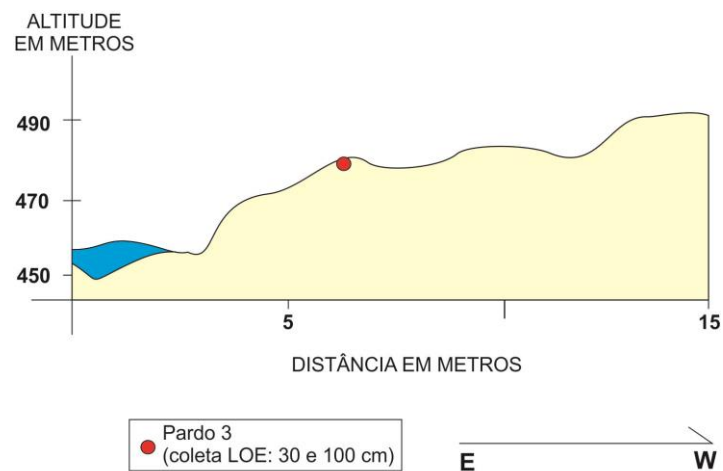 ALTITUDE
EM METROS
490
470
450
5
15
DISTÂNCIA EM METROS
Pardo 3
(coleta LOE: 30 e 100 cm)
E
W